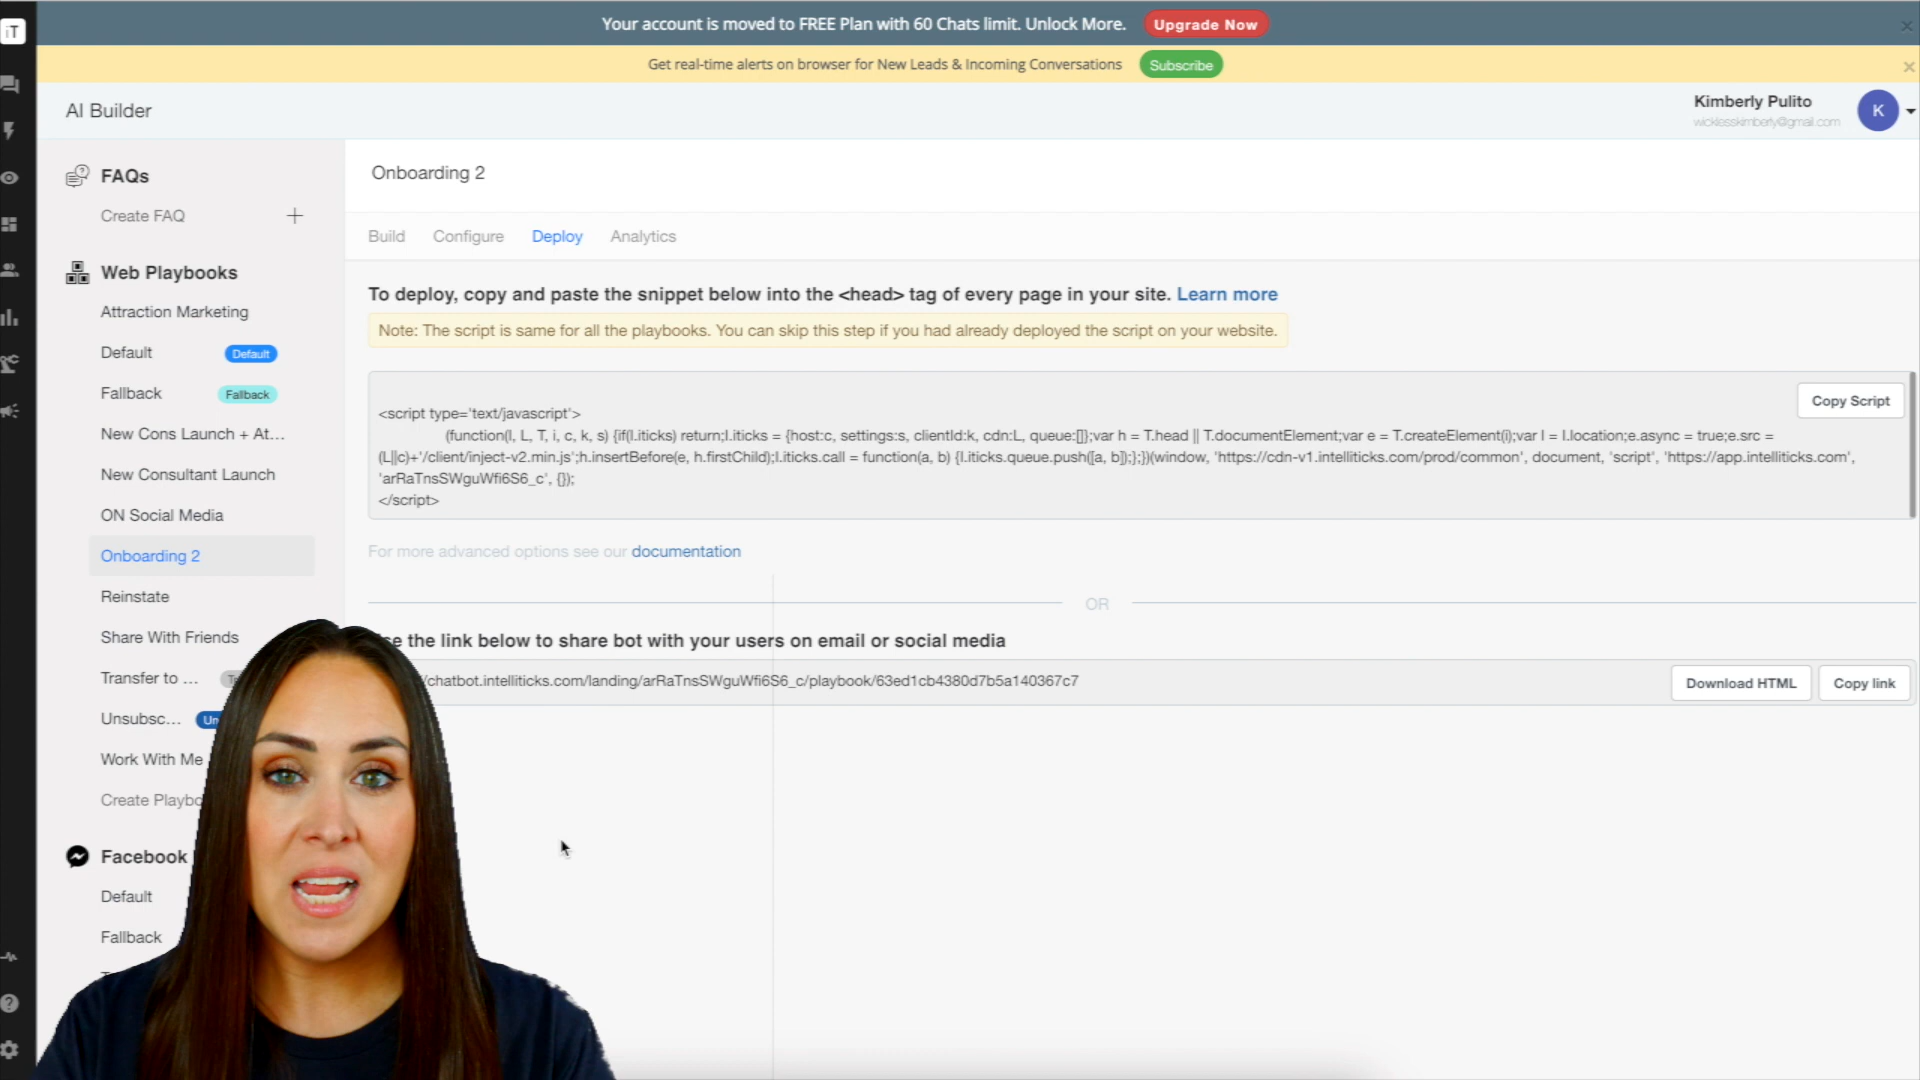 Your account is moved to FREE Plan with 60 Chats limit. Unlock More. Upgrade Now
Get real-time alerts on browser for New Leads & Incoming Conversations Subscribe
iT
AI Builder
Kimberly Pulito
wicklesskimberly@gmail.com
K
FAQs
Create FAQ
Web Playbooks
Attraction Marketing
Default Default
Fallback Fallback
New Cons Launch + At...
New Consultant Launch
ON Social Media
Onboarding 2
Reinstate
Share With Friends
Transfer to ...
Unsubsc... Un
Work With Me
Create Playbo
Facebook
Default
Fallback
Onboarding 2
Build Configure Deploy Analytics
To deploy, copy and paste the snippet below into the <head> tag of every page in your site. Learn more
Note: The script is same for all the playbooks. You can skip this step if you had already deployed the script on your website.
Copy Script
<script type='text/javascript'>
(function(I, L, T, i, c, k, s) {if(I.iticks) return;I.iticks = {host:c, settings:s, clientId:k, cdn:L, queue:[]};var h = T.head || T.documentElement;var e = T.createElement(i);var l = I.location;e.async = true;e.src =
(L||c)+'/client/inject-v2.min.js';h.insertBefore(e, h.firstChild);I.iticks.call = function(a, b) {I.iticks.queue.push([a, b]);};})(window, 'https://cdn-v1.intelliticks.com/prod/common', document, 'script', 'https://app.intelliticks.com',
'arRaTnsSWguWfi6S6_c', {});
</script>
For more advanced options see our documentation
OR
the link below to share bot with your users on email or social media
/chatbot.intelliticks.com/landing/arRaTnsSWguWfi6S6_c/playbook/63ed1cb4380d7b5a140367c7
Download HTML Copy link